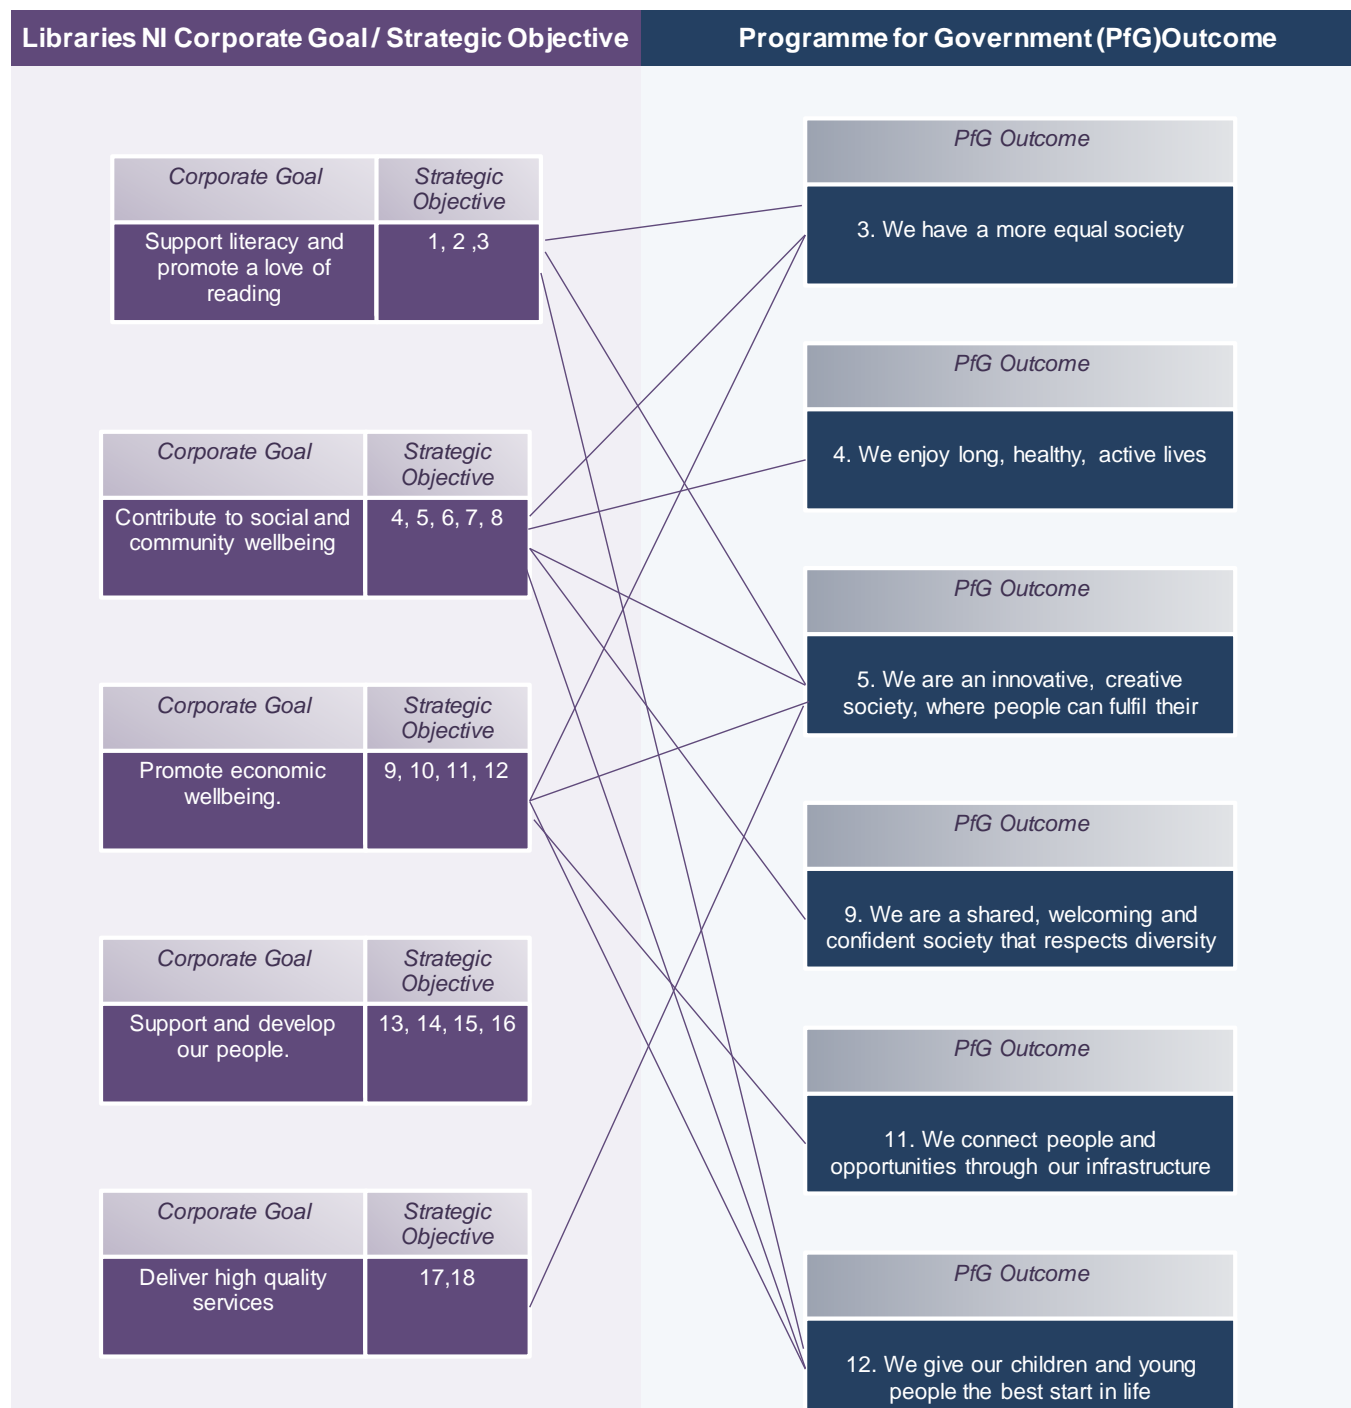 Libraries NI Corporate Goal / Strategic Objective
Programme for Government (PfG)Outcome
Corporate Goal
Strategic
Objective
Support literacy and
promote a love of
reading
1, 2 ,3
Corporate Goal
Strategic
Objective
Contribute to social and
community wellbeing
4, 5, 6, 7, 8
Corporate Goal
Strategic
Objective
Promote economic
wellbeing.
9, 10, 11, 12
Corporate Goal
Strategic
Objective
Support and develop
our people.
13, 14, 15, 16
Corporate Goal
Strategic
Objective
Deliver high quality
services
17,18
PfG Outcome
3. We have a more equal society
PfG Outcome
4. We enjoy long, healthy, active lives
PfG Outcome
5. We are an innovative, creative
society, where people can fulfil their
PfG Outcome
9. We are a shared, welcoming and
confident society that respects diversity
PfG Outcome
11. We connect people and
opportunities through our infrastructure
PfG Outcome
12. We give our children and young
people the best start in life